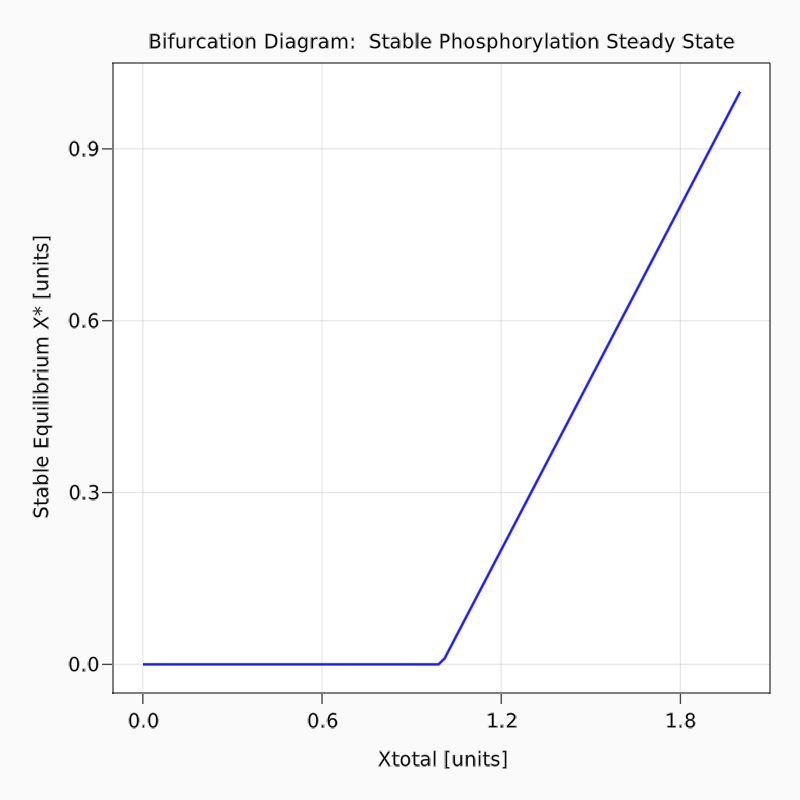 Bifurcation Diagram:  Stable Phosphorylation Steady State
Stable Equilibrium X* [units]
0.9
0.6
0.3
0.0
0.0 0.6 1.2 1.8
Xtotal [units]